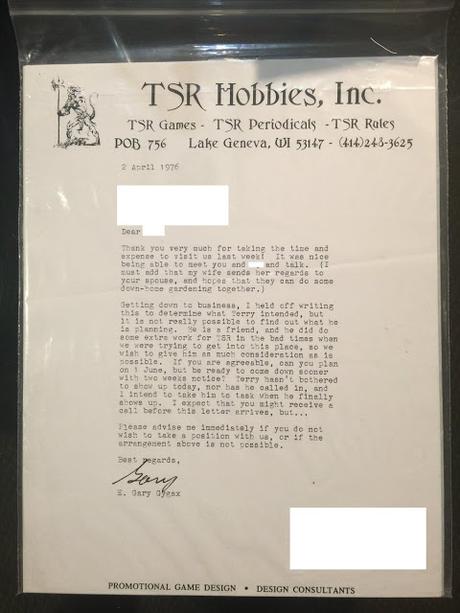 TSR Hobbies, Inc.
TSR Games - TSR Periodicals - TSR Rules
POB 756 Lake Geneva, WI 53147 - (414)248-3625
2 April 1976
Dear
Thank you very much for taking the time and
expense to visit us last week! It was nice
being able to meet you and and talk. (I
must add that my wife sends her regards to
your spouse, and hopes that they can do some
down-home gardening together.)
Getting down to business, I held off writing
this to determine what Terry intended, but
it is not really possible to find out what he
is planning. He is a friend, and he did do
some extra work for TSR in the bad times when
we were trying to get into this place, so we
wish to give him as much consideration as is
possible. If you are agreeable, can you plan
on 1 June, but be ready to come down sooner
with two weeks notice? Terry hasn't bothered
to show up today, nor has he called in, and
I intend to take him to task when he finally
shows up. I expect that you might receive a
call before this letter arrives, but...
Please advise me immediately if you do not
wish to take a position with us, or if the
arrangement above is not possible.
Best regards,
Gary
E. Gary Gygax
PROMOTIONAL GAME DESIGN • DESIGN CONSULTANTS